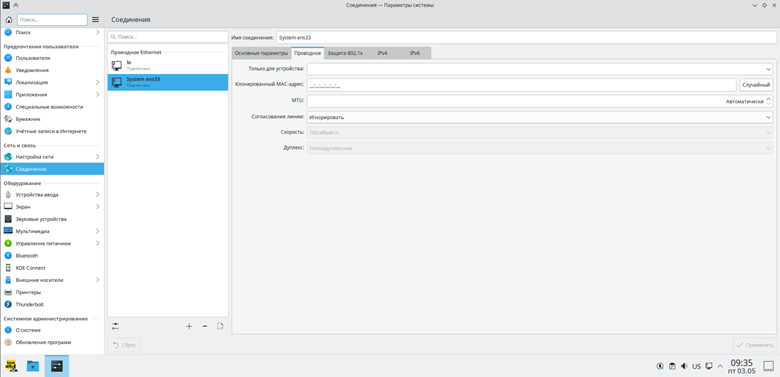 Соединения — Параметры системы
Поиск...
Соединения
Поиск
Предпочтения пользователя
Пользователи
Уведомления
Локализация
Приложения
Специальные возможности
Бумажник
Учётные записи в Интернете
Сеть и связь
Настройка сети
Соединения
Оборудование
Устройства ввода
Экран
Звуковые устройства
Мультимедиа
Управление питанием
Bluetooth
KDE Connect
Внешние носители
Принтеры
Thunderbolt
Системное администрирование
О системе
Обновление программ
Поиск...
Проводное Ethernet
lo
Подключено
System ens33
Подключено
Сброс
Имя соединения: System ens33
Основные параметры Проводное Защита 802.1x IPv4 IPv6
Только для устройства:
Клонированный MAC-адрес: __:__:__:__:__:__ Случайный
MTU: Автоматически
Согласование линии: Игнорировать
Скорость: 100 Мбайт/с
Дуплекс: Полнодуплексное
Применить
US
09:35
пт 03.05